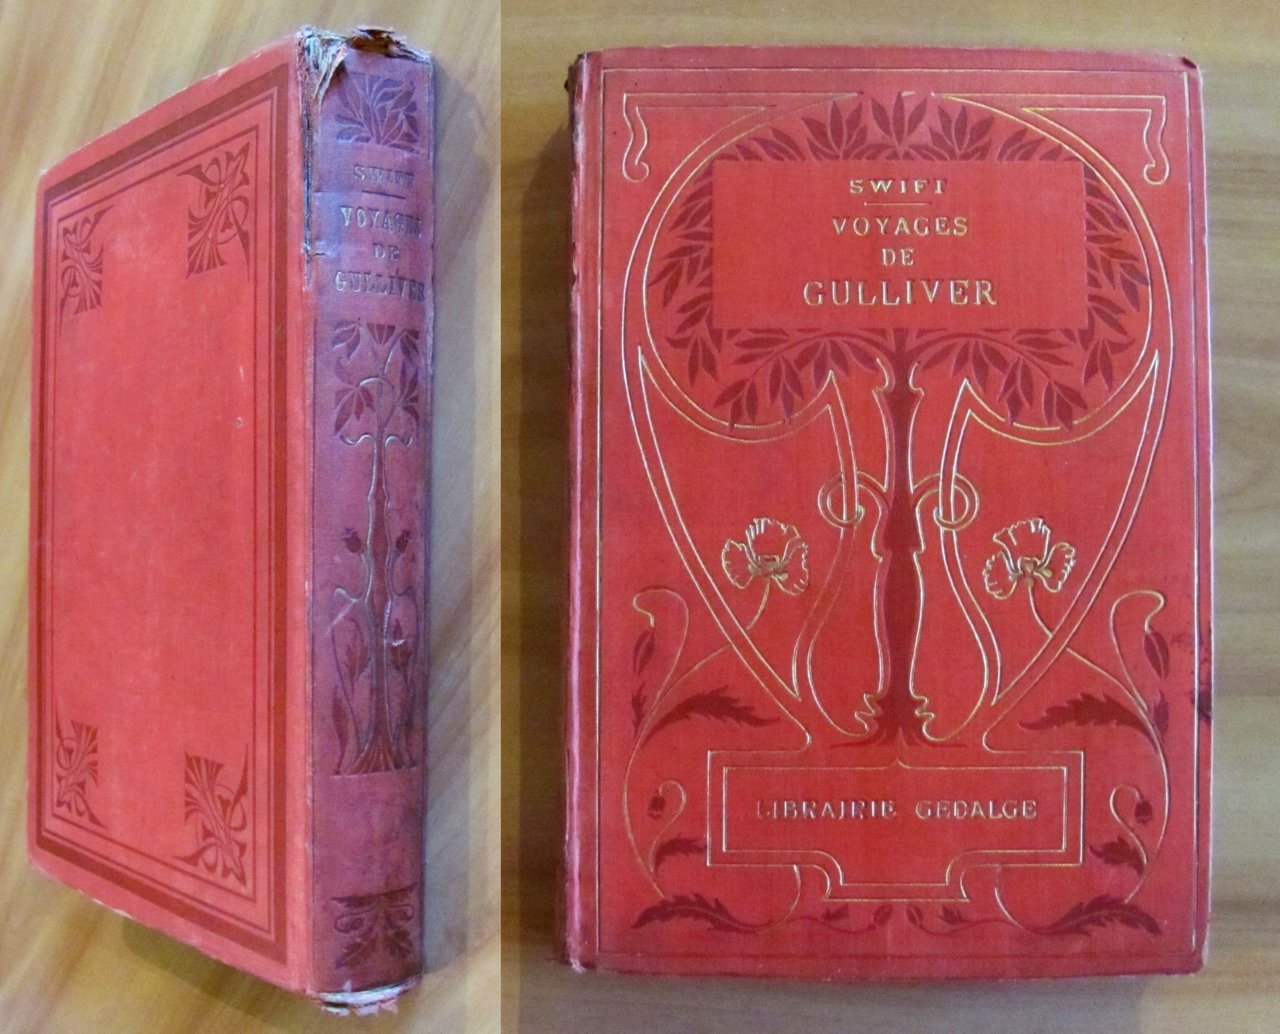 SWIFT
VOYAGES
DE
GULLIVER
SWIFT
VOYAGES
DE
GULLIVER
LIBRAIRIE GEDALGE